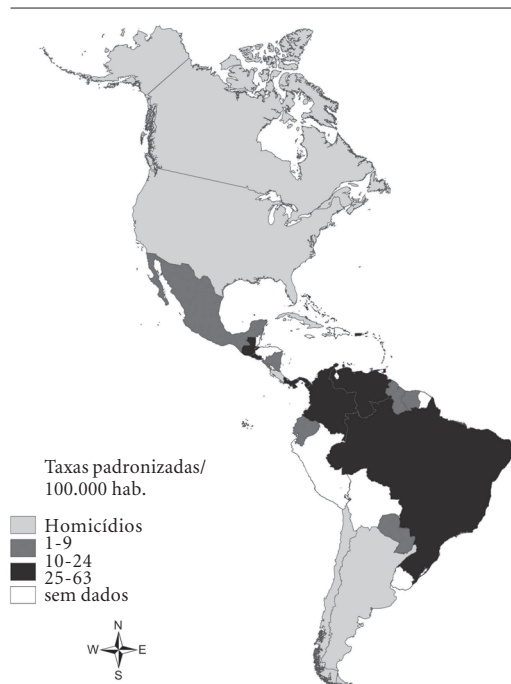 Taxas padronizadas/
100.000 hab.
Homicídios
1-9
10-24
25-63
sem dados
N
W E
S